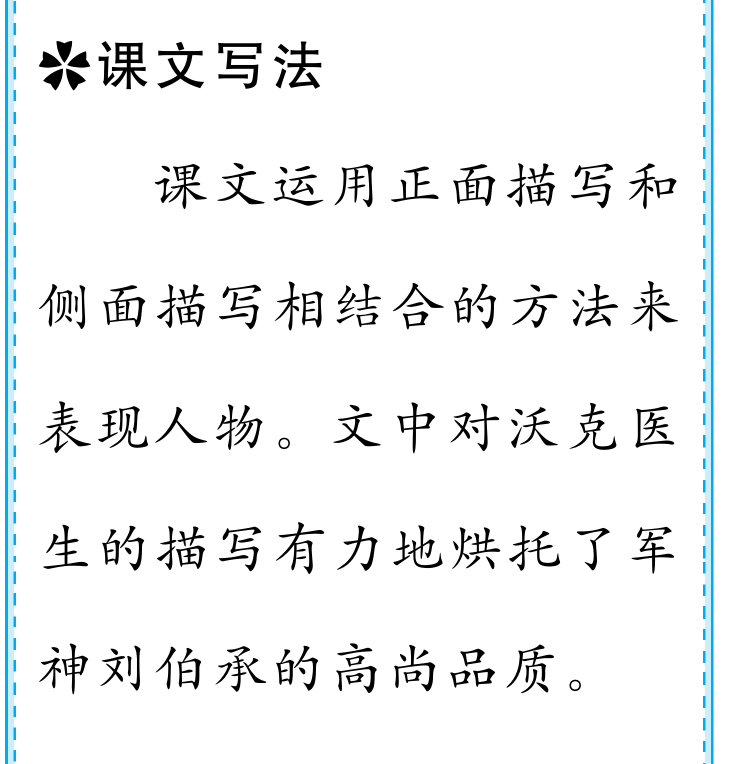 课文写法
课文运用正面描写和
侧面描写相结合的方法来
表现人物。文中对沃克医
生的描写有力地烘托了军
神刘伯承的高尚品质。